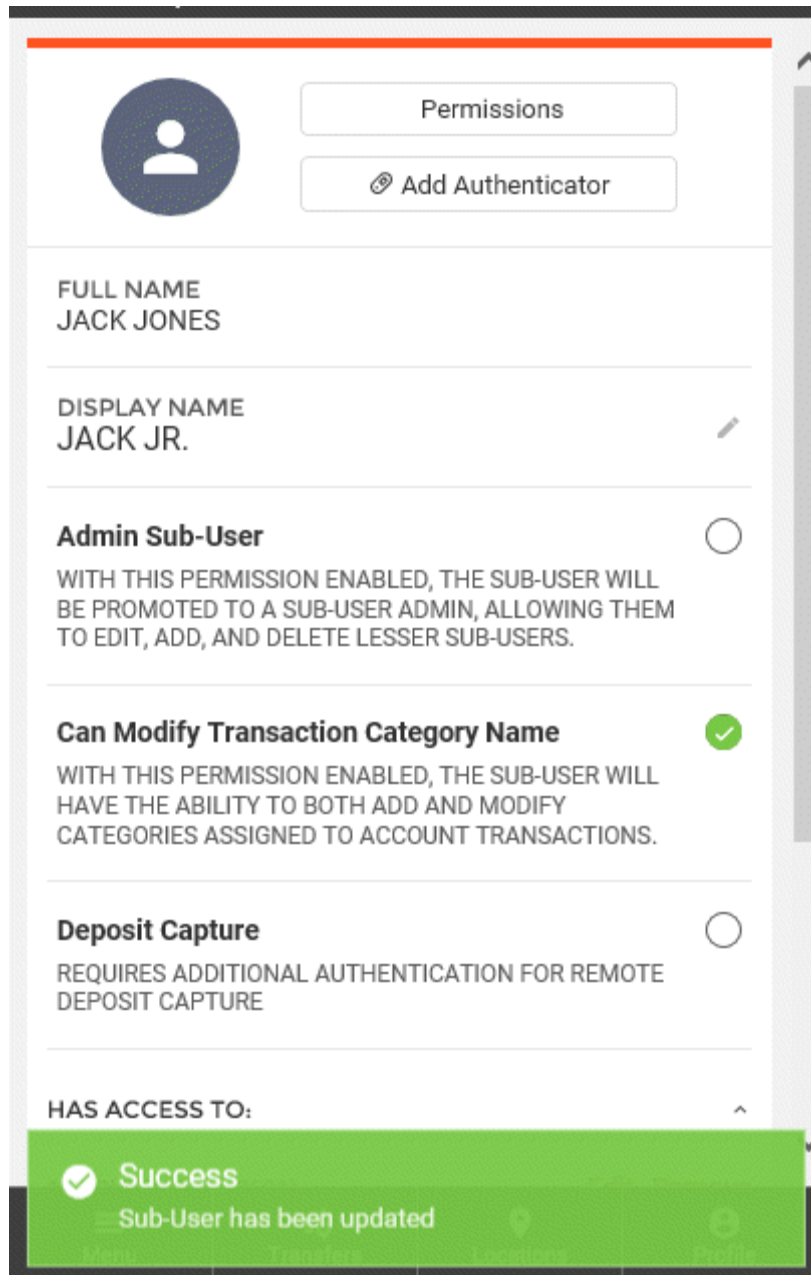 Permissions
Add Authenticator
FULL NAME
JACK JONES
DISPLAY NAME
JACK JR.
Admin Sub-User
WITH THIS PERMISSION ENABLED, THE SUB-USER WILL
BE PROMOTED TO A SUB-USER ADMIN, ALLOWING THEM
TO EDIT, ADD, AND DELETE LESSER SUB-USERS.
Can Modify Transaction Category Name
WITH THIS PERMISSION ENABLED, THE SUB-USER WILL
HAVE THE ABILITY TO BOTH ADD AND MODIFY
CATEGORIES ASSIGNED TO ACCOUNT TRANSACTIONS.
Deposit Capture
REQUIRES ADDITIONAL AUTHENTICATION FOR REMOTE
DEPOSIT CAPTURE
HAS ACCESS TO:
Success
Sub-User has been updated
Menu Transfers Locations Profile